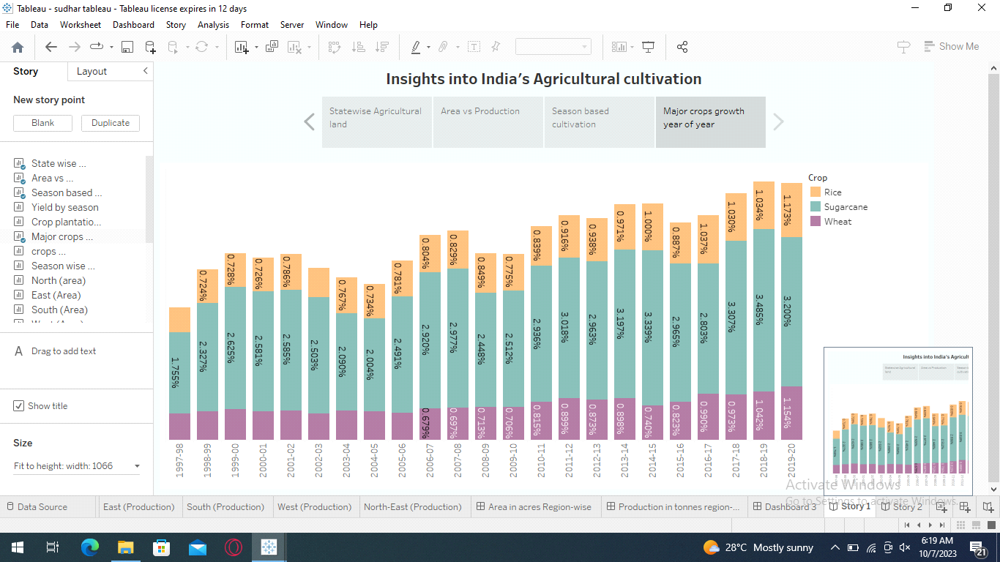 Tableau - sudhar tableau - Tableau license expires in 12 days
File Data Worksheet Dashboard Story Analysis Format Server Window Help
Show Me
Story Layout
New story point
Blank Duplicate
State wise ...
Area vs ...
Season based ...
Yield by season
Crop plantatio...
Major crops ...
crops ...
Season wise ...
North (area)
East (Area)
South (Area)
A Drag to add text
Show title
Size
Fit to height: width: 1066
Insights into India's Agricultural cultivation
Statewise Agricultural
land
Area vs Production
Season based
cultivation
Major crops growth
year of year
Crop
Rice
Sugarcane
Wheat
0.724% 0.728% 0.726% 0.786% 0.767% 0.734% 0.781% 0.804% 0.829% 0.849% 0.775% 0.839% 0.916% 0.938% 0.971% 1.000% 0.887% 1.037% 1.030% 1.034% 1.173%
1.755% 2.327% 2.625% 2.581% 2.585% 2.503% 2.090% 2.004% 2.491% 2.920% 2.977% 2.448% 2.512% 2.936% 3.018% 2.963% 3.197% 3.339% 2.965% 2.803% 3.307% 3.485% 3.200%
0.679% 0.697% 0.713% 0.706% 0.815% 0.899% 0.873% 0.898% 0.740% 0.823% 0.990% 0.973% 1.042% 1.154%
1997-98 1998-99 1999-00 2000-01 2001-02 2002-03 2003-04 2004-05 2005-06 2006-07 2007-08 2008-09 2009-10 2010-11 2011-12 2012-13 2013-14 2014-15 2015-16 2016-17 2017-18 2018-19 2019-20
Insights into India's Agricult
Activate Windows
Go to Settings to activate Windows.
Data Source East (Production) South (Production) West (Production) North-East (Production) Area in acres Region-wise Production in tonnes region-... Dashboard 3 Story 1 Story 2
28°C Mostly sunny
6:19 AM
10/7/2023
21